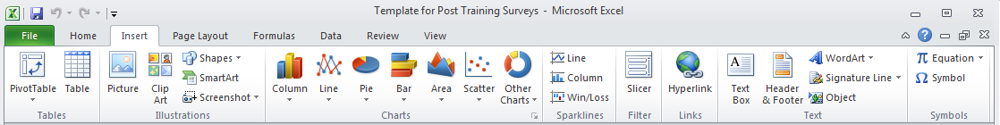 Template for Post Training Surveys - Microsoft Excel
File Home Insert Page Layout Formulas Data Review View
PivotTable Table
Tables
Picture Clip Art Shapes SmartArt Screenshot
Illustrations
Column Line Pie Bar Area Scatter Other Charts
Charts
Line Column Win/Loss
Sparklines
Slicer
Filter
Hyperlink
Links
Text Box Header & Footer WordArt Signature Line Object
Text
Equation Symbol
Symbols